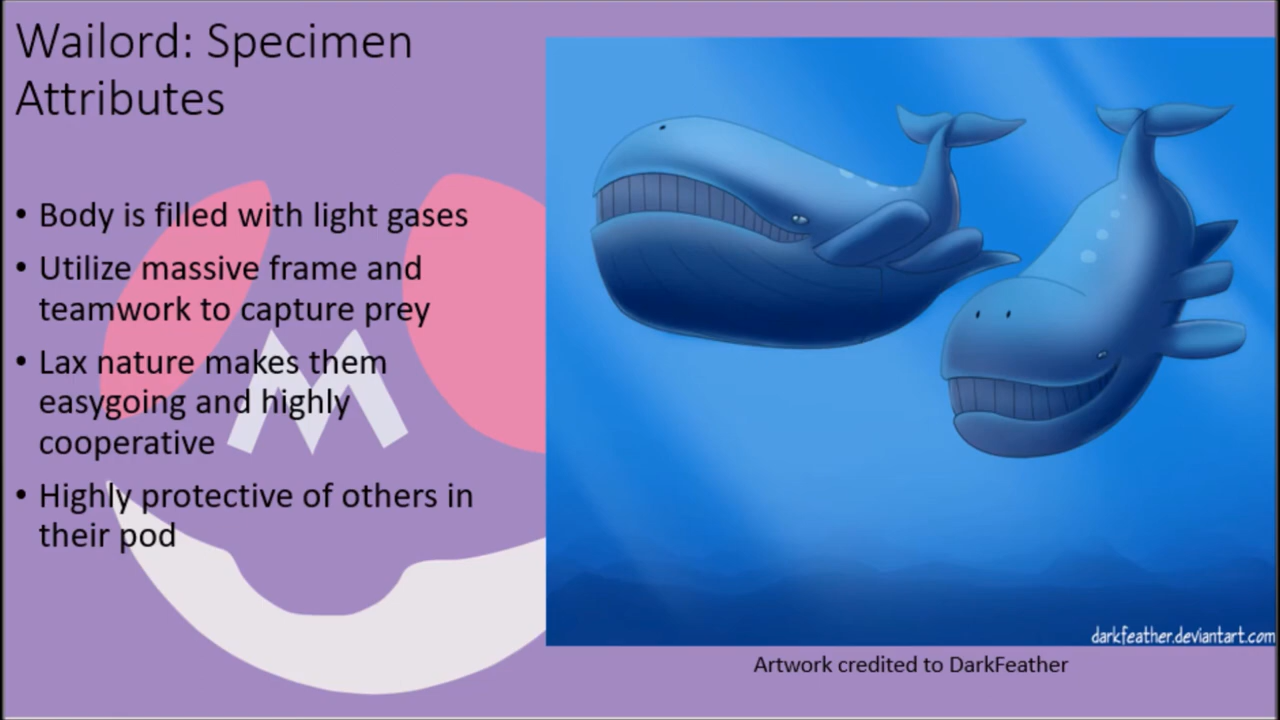 Wailord: Specimen
Attributes
• Body is filled with light gases
• Utilize massive frame and
teamwork to capture prey
• Lax nature makes them
easygoing and highly
cooperative
• Highly protective of others in
their pod
M
darkfeather.deviantart.com
Artwork credited to DarkFeather